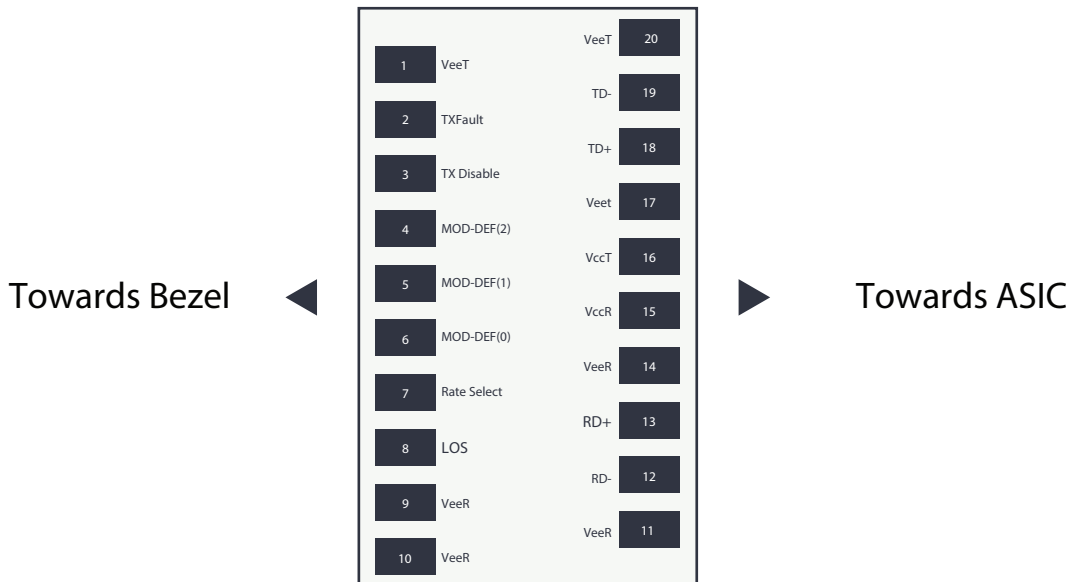 VeeT 20
1 VeeT
TD- 19
2 TXFault
TD+ 18
3 TX Disable
Veet 17
4 MOD-DEF(2)
VccT 16
5 MOD-DEF(1)
Towards Bezel
Towards ASIC
VccR 15
6 MOD-DEF(0)
VeeR 14
7 Rate Select
RD+ 13
8 LOS
RD- 12
9 VeeR
VeeR 11
10 VeeR